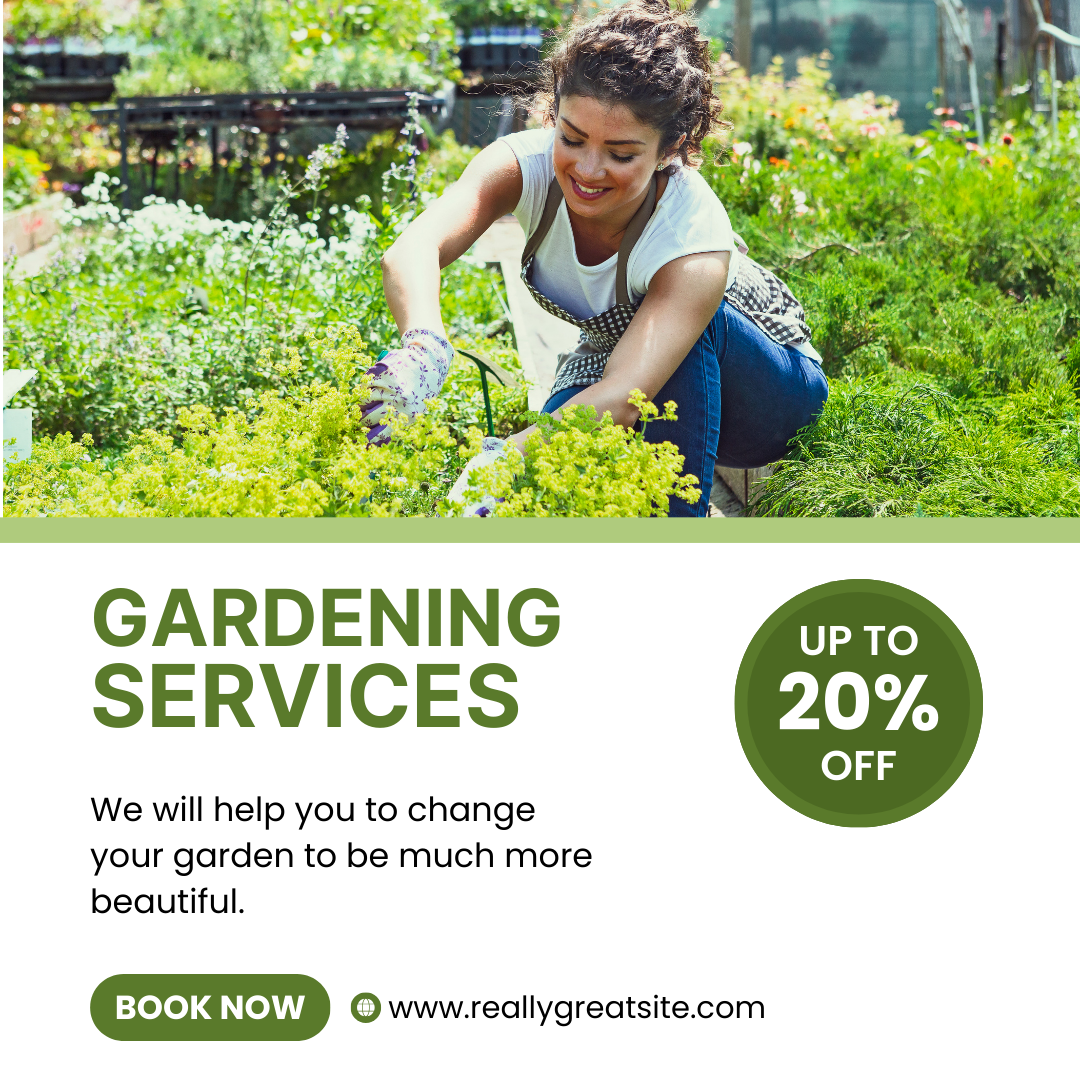 GARDENING
SERVICES
UP TO
20%
OFF
We will help you to change
your garden to be much more
beautiful.
BOOK NOW
www.reallygreatsite.com